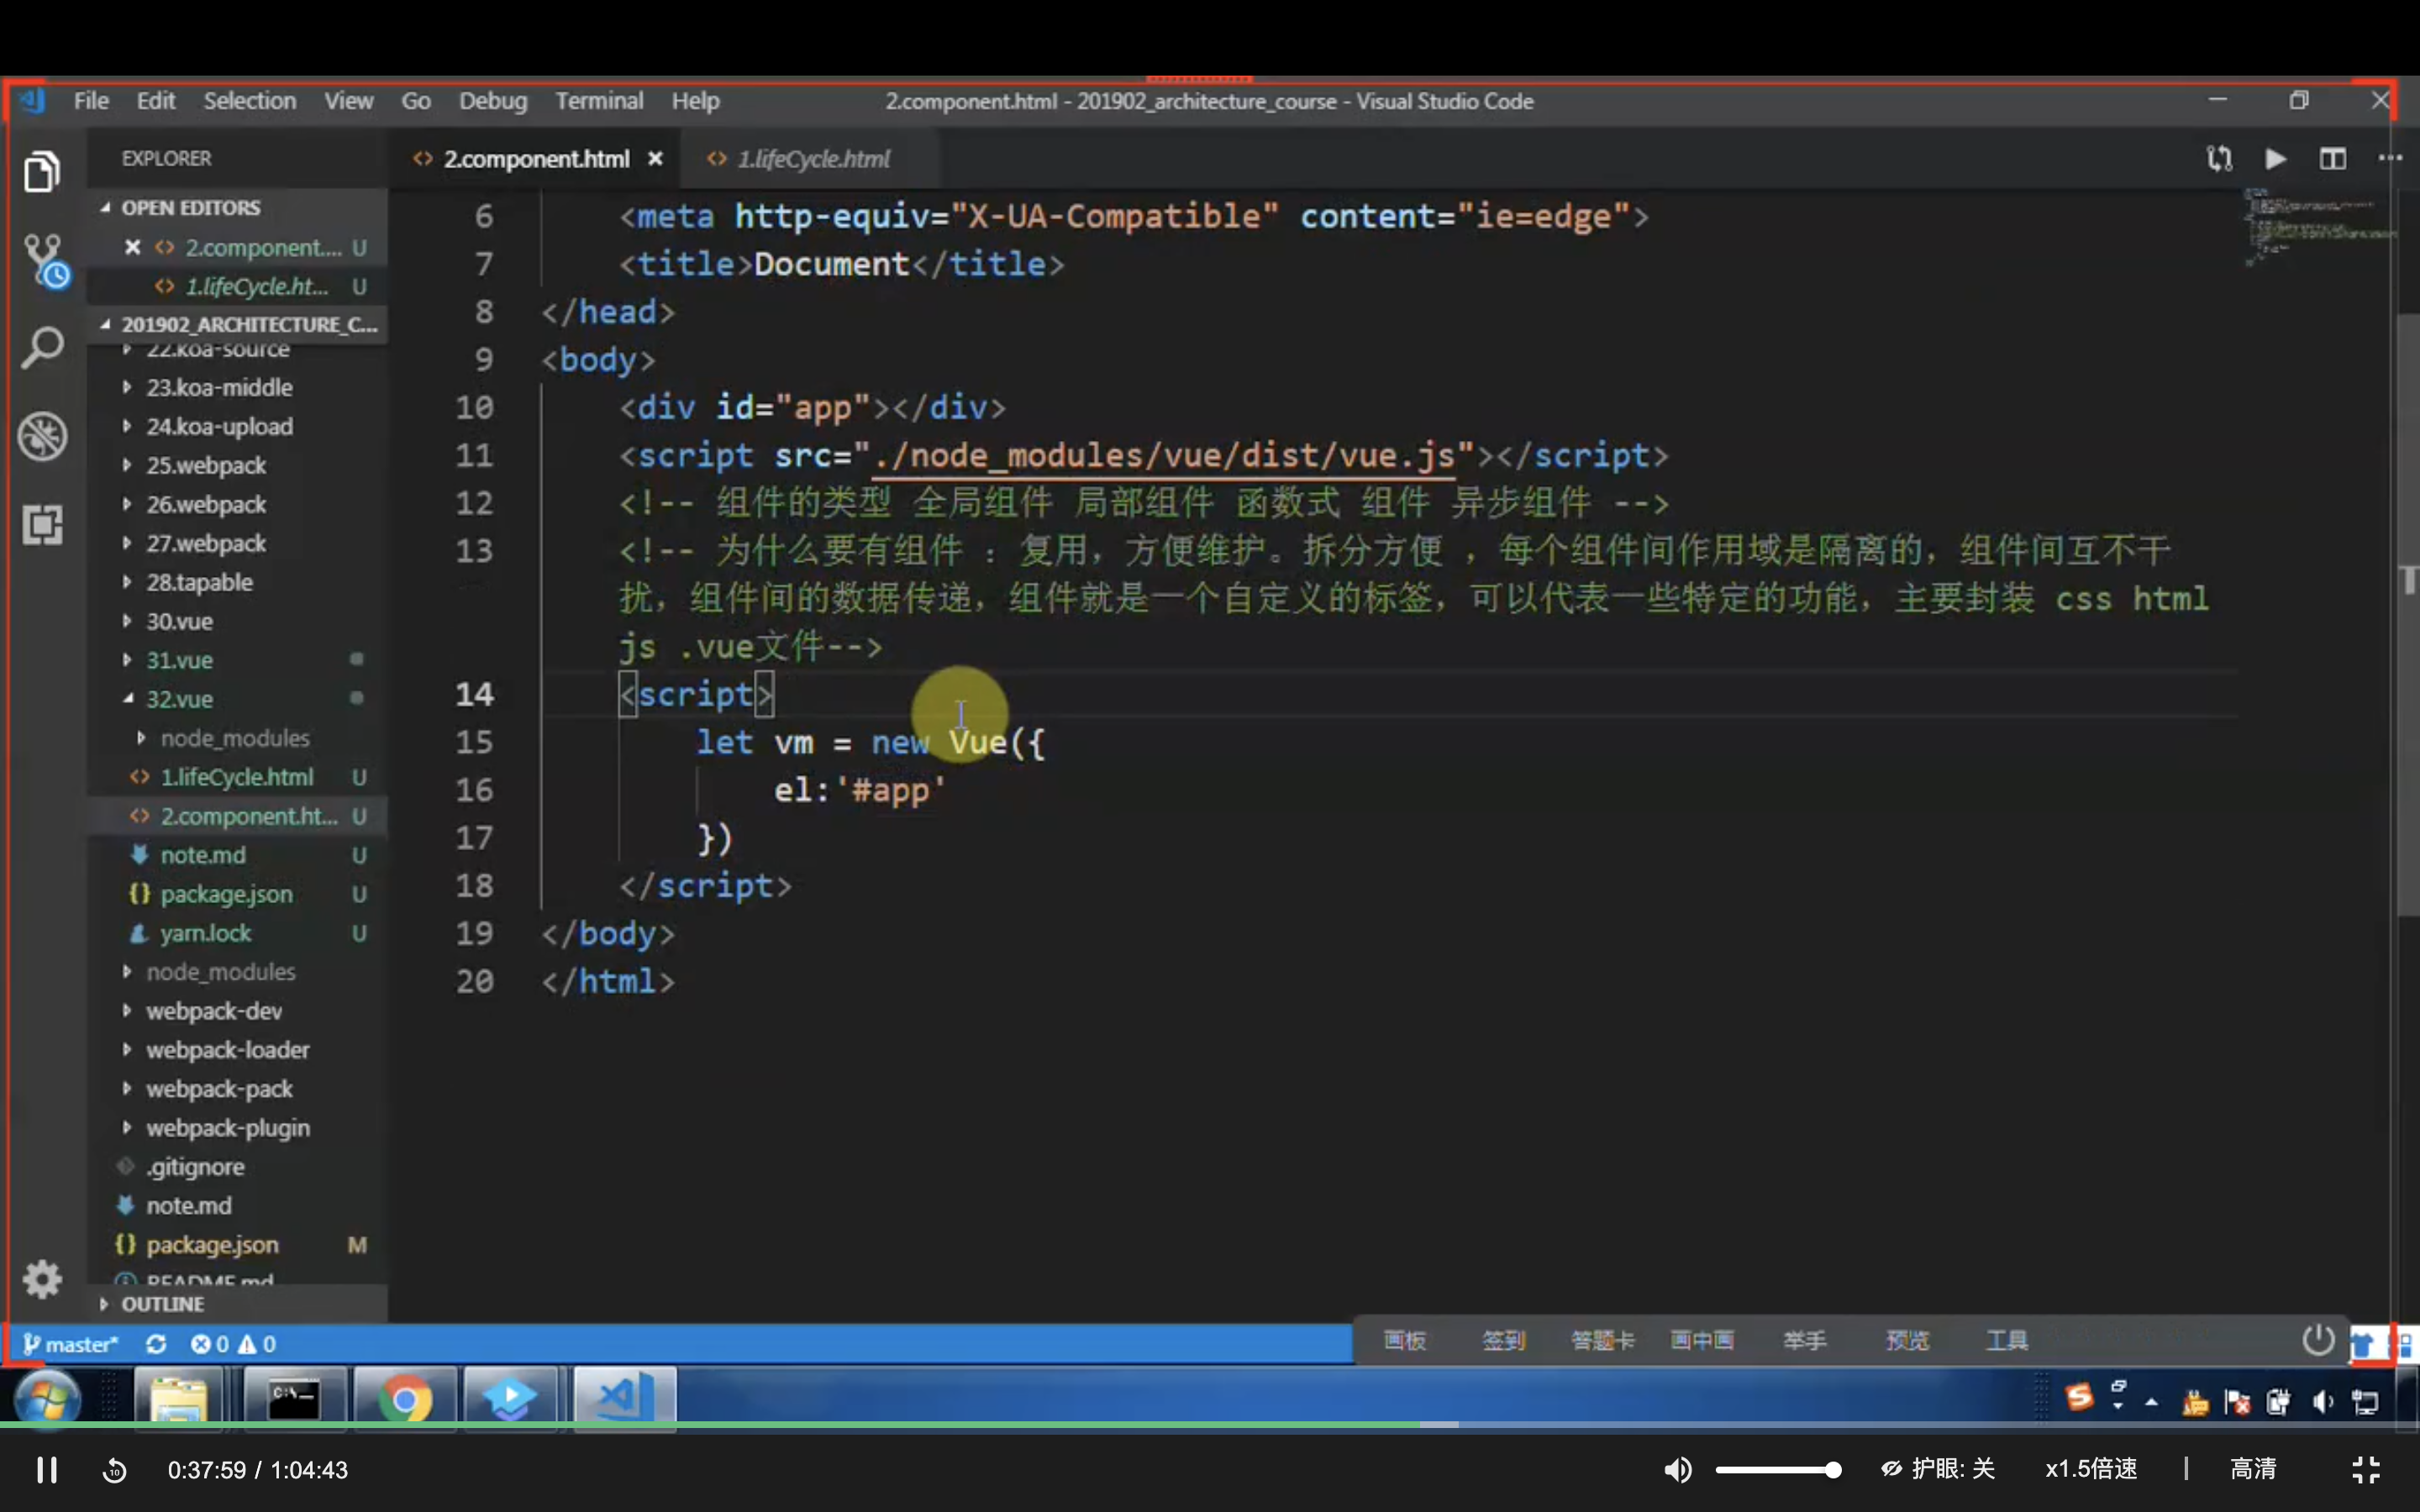 File Edit Selection View Go Debug Terminal Help
2.component.html - 201902_architecture_course - Visual Studio Code
EXPLORER
2.component.html
1.lifeCycle.html
OPEN EDITORS
2.component.... U
1.lifeCycle.ht... U
201902_ARCHITECTURE_C...
22.koa-source
23.koa-middle
24.koa-upload
25.webpack
26.webpack
27.webpack
28.tapable
30.vue
31.vue
32.vue
node_modules
1.lifeCycle.html U
2.component.ht... U
note.md U
package.json U
yarn.lock U
node_modules
webpack-dev
webpack-loader
webpack-pack
webpack-plugin
.gitignore
note.md
package.json M
README.md
OUTLINE
6 <meta http-equiv="X-UA-Compatible" content="ie=edge">
7 <title>Document</title>
8 </head>
9 <body>
10 <div id="app"></div>
11 <script src="./node_modules/vue/dist/vue.js"></script>
12 <!-- 组件的类型 全局组件 局部组件 函数式 组件 异步组件 -->
13 <!-- 为什么要有组件 : 复用，方便维护。拆分方便 ，每个组件间作用域是隔离的，组件间互不干
扰，组件间的数据传递，组件就是一个自定义的标签，可以代表一些特定的功能，主要封装 css html
js .vue文件-->
14 <script>
15 let vm = new Vue({
16 el:'#app'
17 })
18 </script>
19 </body>
20 </html>
master* 0 0
画板 签到 答题卡 画中画 举手 预览 工具
C:\
10 0:37:59 / 1:04:43
护眼: 关 x1.5倍速 | 高清